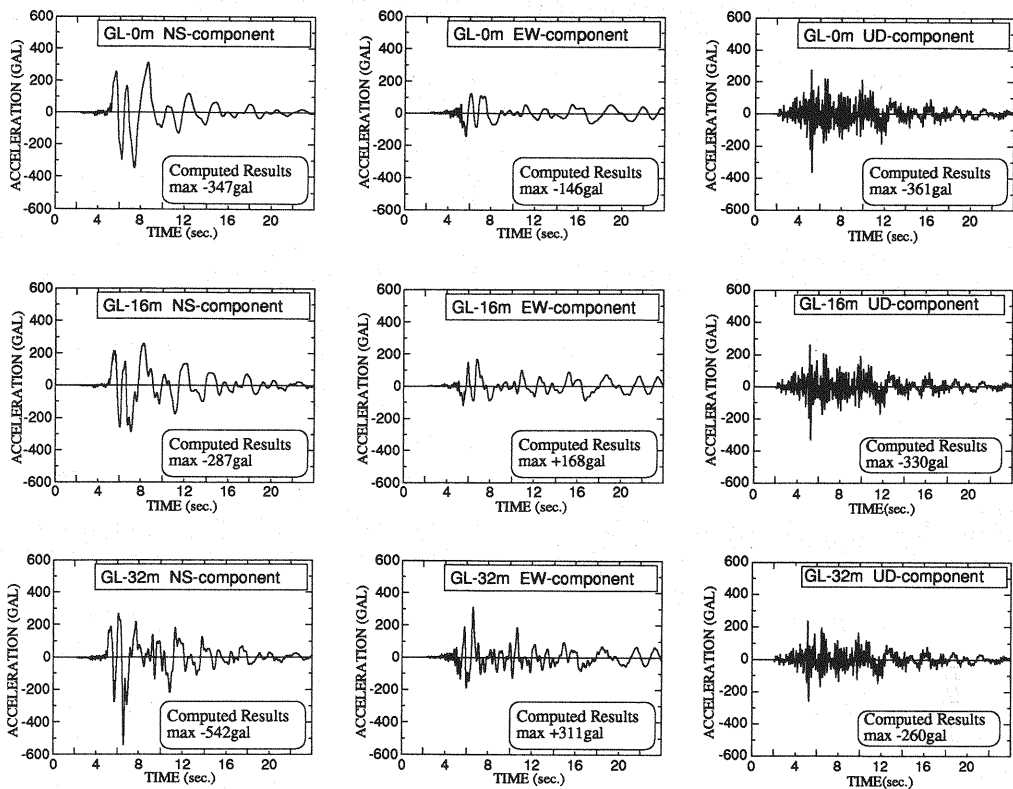 GL-0m NS-component
ACCELERATION (GAL)
600
400
200
0
-200
-400
-600
Computed Results
max -347gal
0 4 8 12 16 20
TIME (sec.)
GL-0m EW-component
ACCELERATION (GAL)
600
400
200
0
-200
-400
-600
Computed Results
max -146gal
0 4 8 12 16 20
TIME (sec.)
GL-0m UD-component
ACCELERATION (GAL)
600
400
200
0
-200
-400
-600
Computed Results
max -361gal
0 4 8 12 16 20
TIME (sec.)
GL-16m NS-component
ACCELERATION (GAL)
600
400
200
0
-200
-400
-600
Computed Results
max -287gal
0 4 8 12 16 20
TIME (sec.)
GL-16m EW-component
ACCELERATION (GAL)
600
400
200
0
-200
-400
-600
Computed Results
max +168gal
0 4 8 12 16 20
TIME (sec.)
GL-16m UD-component
ACCELERATION (GAL)
600
400
200
0
-200
-400
-600
Computed Results
max -330gal
0 4 8 12 16 20
TIME(sec.)
GL-32m NS-component
ACCELERATION (GAL)
600
400
200
0
-200
-400
-600
Computed Results
max -542gal
0 4 8 12 16 20
TIME (sec.)
GL-32m EW-component
ACCELERATION (GAL)
600
400
200
0
-200
-400
-600
Computed Results
max +311gal
0 4 8 12 16 20
TIME (sec.)
GL-32m UD-component
ACCELERATION (GAL)
600
400
200
0
-200
-400
-600
Computed Results
max -260gal
0 4 8 12 16 20
TIME(sec.)